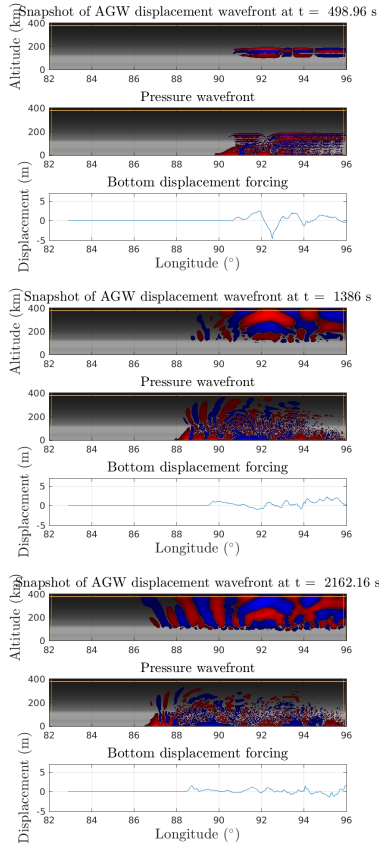 Snapshot of AGW displacement wavefront at t = 498.96 s
Altitude (km)
400
200
0
82 84 86 88 90 92 94 96
Pressure wavefront
400
200
0
82 84 86 88 90 92 94 96
Bottom displacement forcing
Displacement (m)
5
0
-5
82 84 86 88 90 92 94 96
Longitude (°)
Snapshot of AGW displacement wavefront at t = 1386 s
Altitude (km)
400
200
0
82 84 86 88 90 92 94 96
Pressure wavefront
400
200
0
82 84 86 88 90 92 94 96
Bottom displacement forcing
Displacement (m)
5
0
-5
82 84 86 88 90 92 94 96
Longitude (°)
Snapshot of AGW displacement wavefront at t = 2162.16 s
Altitude (km)
400
200
0
82 84 86 88 90 92 94 96
Pressure wavefront
400
200
0
82 84 86 88 90 92 94 96
Bottom displacement forcing
Displacement (m)
5
0
-5
82 84 86 88 90 92 94 96
Longitude (°)